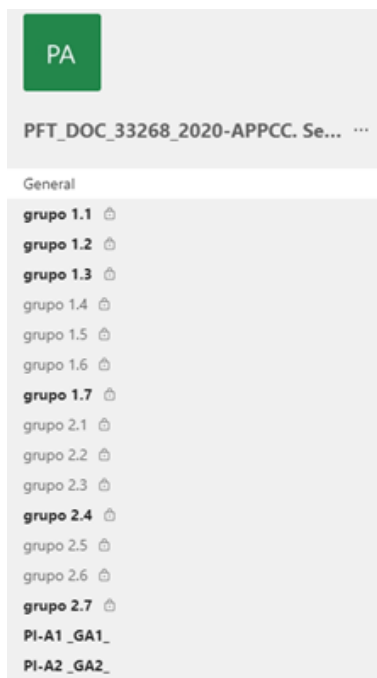 PA
PFT_DOC_33268_2020-APPCC. Se... ...
General
grupo 1.1
grupo 1.2
grupo 1.3
grupo 1.4
grupo 1.5
grupo 1.6
grupo 1.7
grupo 2.1
grupo 2.2
grupo 2.3
grupo 2.4
grupo 2.5
grupo 2.6
grupo 2.7
PI-A1 _GA1_
PI-A2 _GA2_